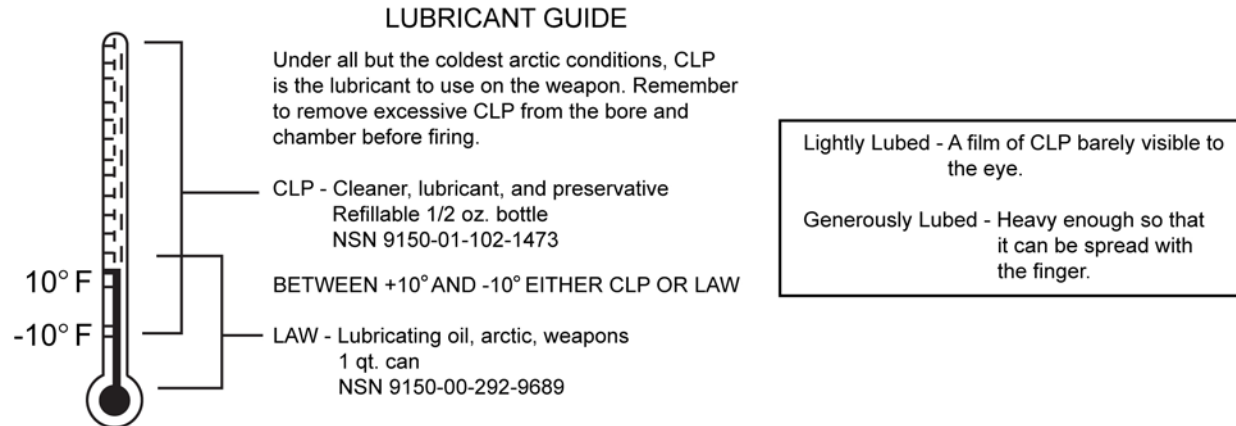 LUBRICANT GUIDE
Under all but the coldest arctic conditions, CLP
is the lubricant to use on the weapon. Remember
to remove excessive CLP from the bore and
chamber before firing.
CLP - Cleaner, lubricant, and preservative
Refillable 1/2 oz. bottle
NSN 9150-01-102-1473
10° F
BETWEEN +10° AND -10° EITHER CLP OR LAW
-10° F
LAW - Lubricating oil, arctic, weapons
1 qt. can
NSN 9150-00-292-9689
Lightly Lubed - A film of CLP barely visible to
the eye.
Generously Lubed - Heavy enough so that
it can be spread with
the finger.